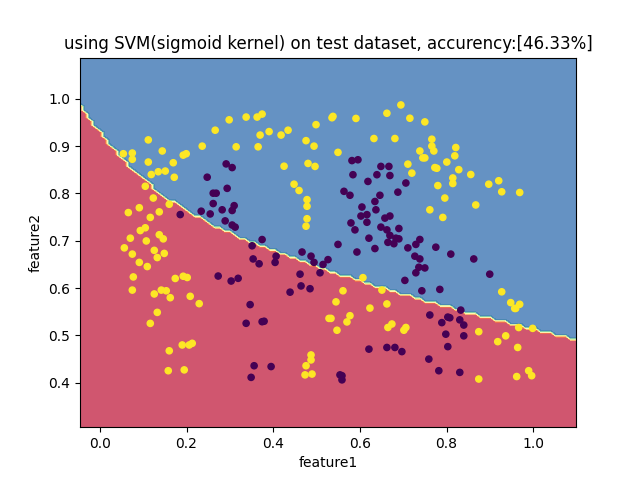 using SVM(sigmoid kernel) on test dataset, accurency:[46.33%]
1.0
0.9
0.8
0.7
0.6
0.5
0.4
feature2
0.0 0.2 0.4 0.6 0.8 1.0
feature1